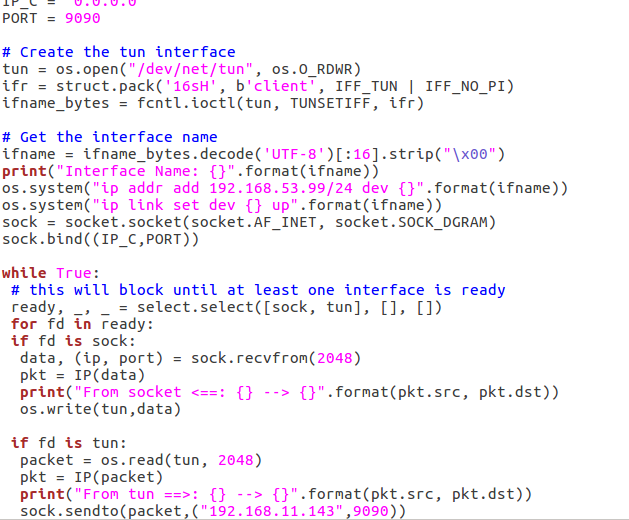 IP_C = "0.0.0.0"
PORT = 9090

# Create the tun interface
tun = os.open("/dev/net/tun", os.O_RDWR)
ifr = struct.pack('16sH', b'client', IFF_TUN | IFF_NO_PI)
ifname_bytes = fcntl.ioctl(tun, TUNSETIFF, ifr)

# Get the interface name
ifname = ifname_bytes.decode('UTF-8')[:16].strip("\x00")
print("Interface Name: {}".format(ifname))
os.system("ip addr add 192.168.53.99/24 dev {}".format(ifname))
os.system("ip link set dev {} up".format(ifname))
sock = socket.socket(socket.AF_INET, socket.SOCK_DGRAM)
sock.bind((IP_C,PORT))

while True:
 # this will block until at least one interface is ready
 ready, _, _ = select.select([sock, tun], [], [])
 for fd in ready:
 if fd is sock:
  data, (ip, port) = sock.recvfrom(2048)
  pkt = IP(data)
  print("From socket <==: {} --> {}".format(pkt.src, pkt.dst))
  os.write(tun,data)

 if fd is tun:
  packet = os.read(tun, 2048)
  pkt = IP(packet)
  print("From tun ==>: {} --> {}".format(pkt.src, pkt.dst))
  sock.sendto(packet,("192.168.11.143",9090))